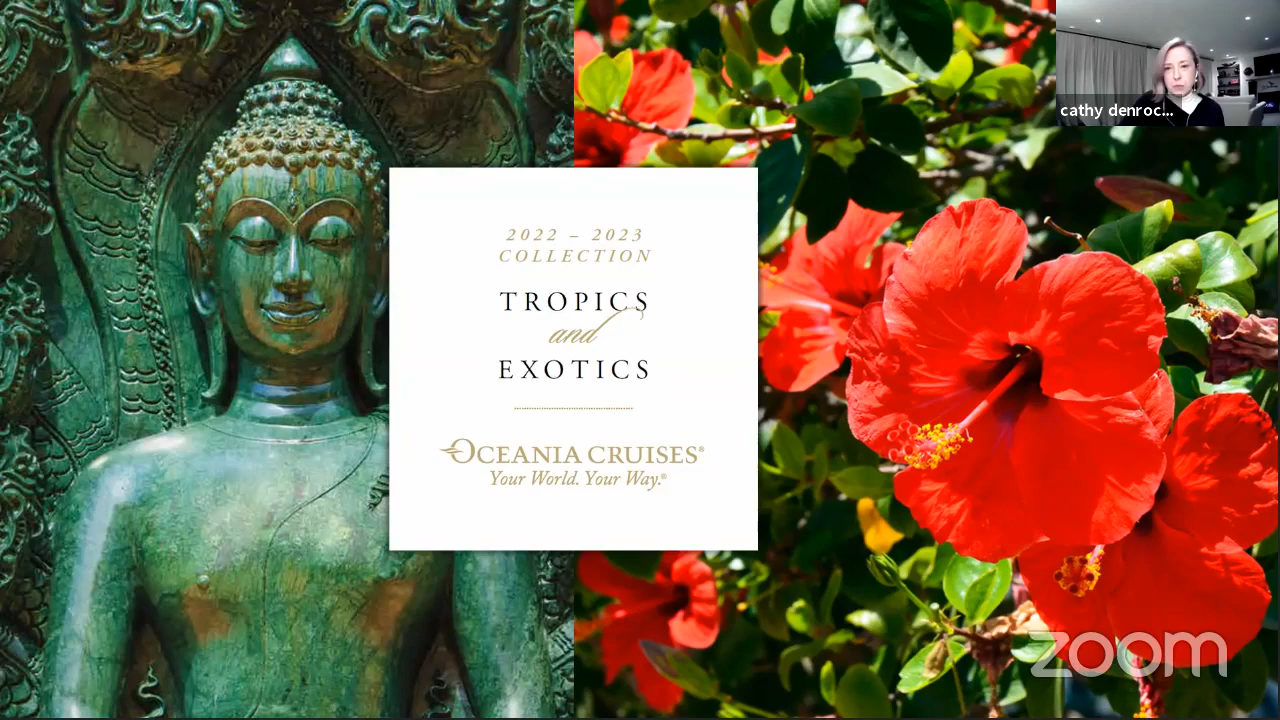 cathy denroc...
2022 – 2023
COLLECTION
TROPICS
and
EXOTICS
OCEANIA CRUISES®
Your World. Your Way.®
zoom